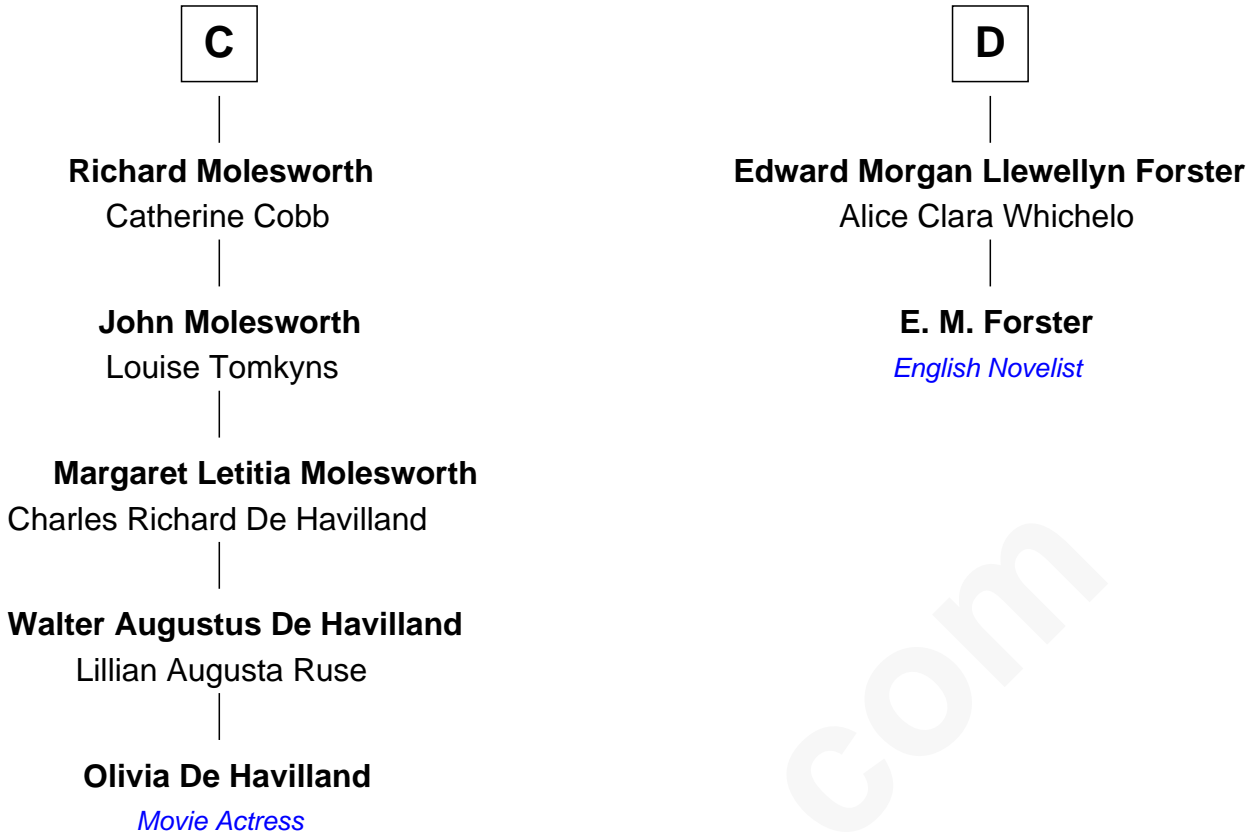 C
Richard Molesworth
Catherine Cobb
John Molesworth
Louise Tomkyns
Margaret Letitia Molesworth
Charles Richard De Havilland
Walter Augustus De Havilland
Lillian Augusta Ruse
Olivia De Havilland
Movie Actress
D
Edward Morgan Llewellyn Forster
Alice Clara Whichelo
E. M. Forster
English Novelist
com